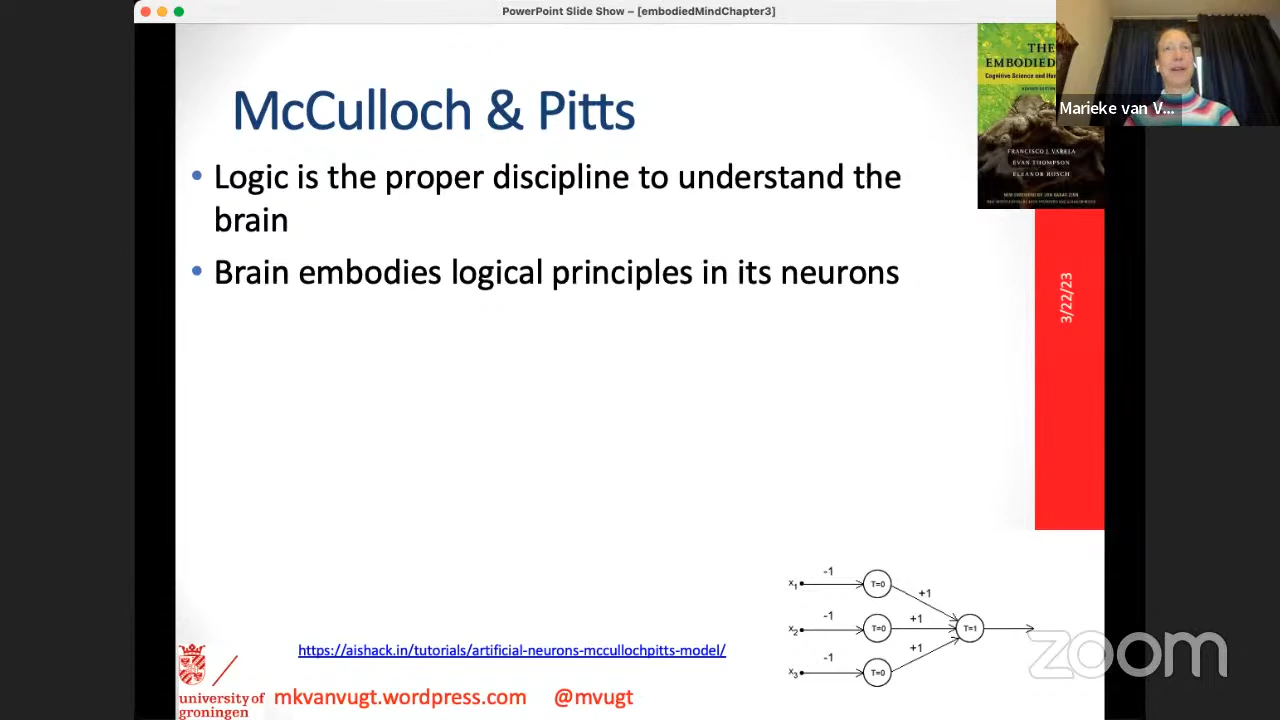 PowerPoint Slide Show – [embodiedMindChapter3]
THE
EMBODIED
Cognitive Science and
Marieke van V...
McCulloch & Pitts
FRANCISCO J. VARELA
EVAN THOMPSON
ELEANOR ROSCH
• Logic is the proper discipline to understand the
brain
• Brain embodies logical principles in its neurons
3/22/23
x1 -1 T=0 +1
x2 -1 T=0 +1 T=1
x3 -1 T=0 +1
https://aishack.in/tutorials/artificial-neurons-mccullochpitts-model/
university of
groningen
mkvanvugt.wordpress.com @mvugt
zoom